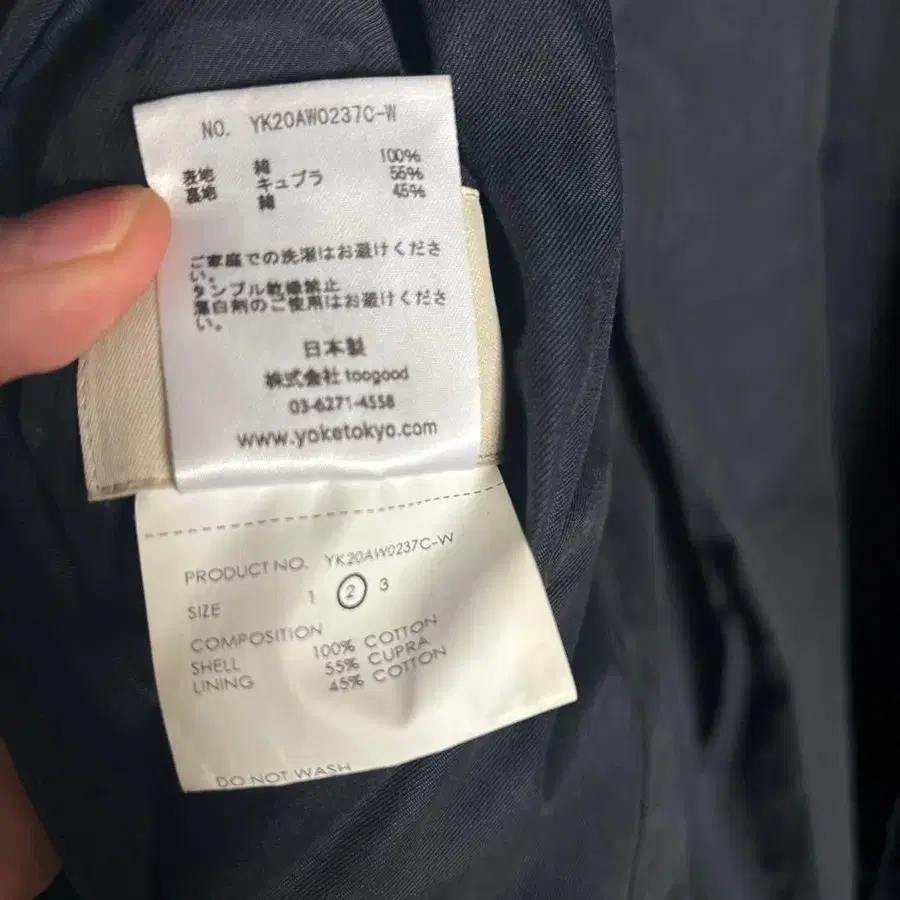 NO. YK20AW0237C-W
表地 綿 100%
裏地 キュプラ 55%
綿 45%
ご家庭での洗濯はお避けくださ
い。
タンブル乾燥禁止
漂白剤のご使用はお避けくださ
い。
日本製
株式会社 toogood
03-6271-4558
www.yoketokyo.com
PRODUCT NO. YK20AW0237C-W
SIZE 1 2 3
COMPOSITION
SHELL 100% COTTON
LINING 55% CUPRA
45% COTTON
DO NOT WASH